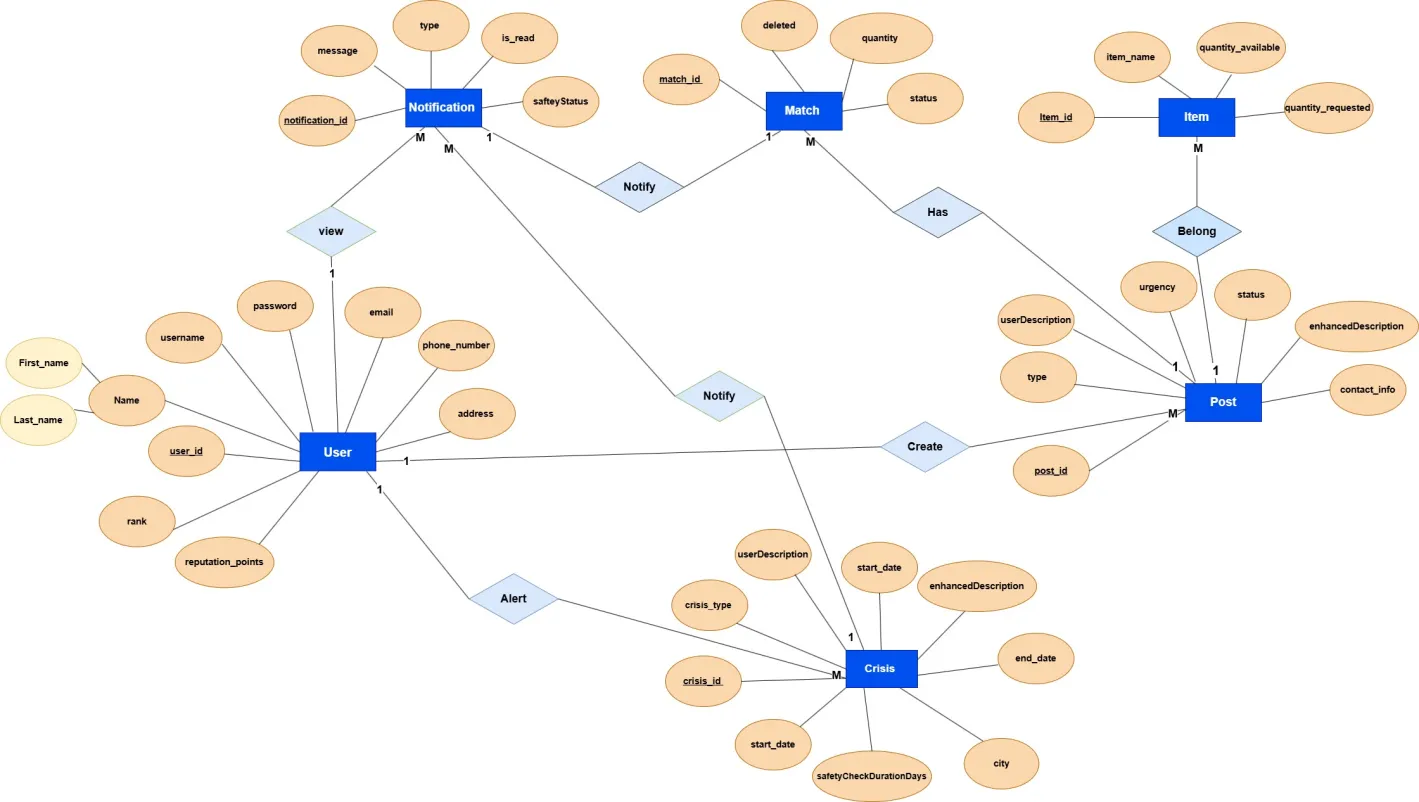 type
is_read
message
safteyStatus
notification_id
Notification
M
M
1
deleted
quantity
match_id
status
Match
1
M
item_name
quantity_available
quantity_requested
Item_id
Item
M
Notify
Has
view
Belong
1
urgency
status
userDescription
enhancedDescription
type
contact_info
1
1
Post
M
post_id
password
email
username
phone_number
First_name
Name
Last_name
address
user_id
User
1
1
rank
reputation_points
Notify
Create
Alert
userDescription
start_date
enhancedDescription
crisis_type
1
end_date
Crisis
M
crisis_id
start_date
safetyCheckDurationDays
city